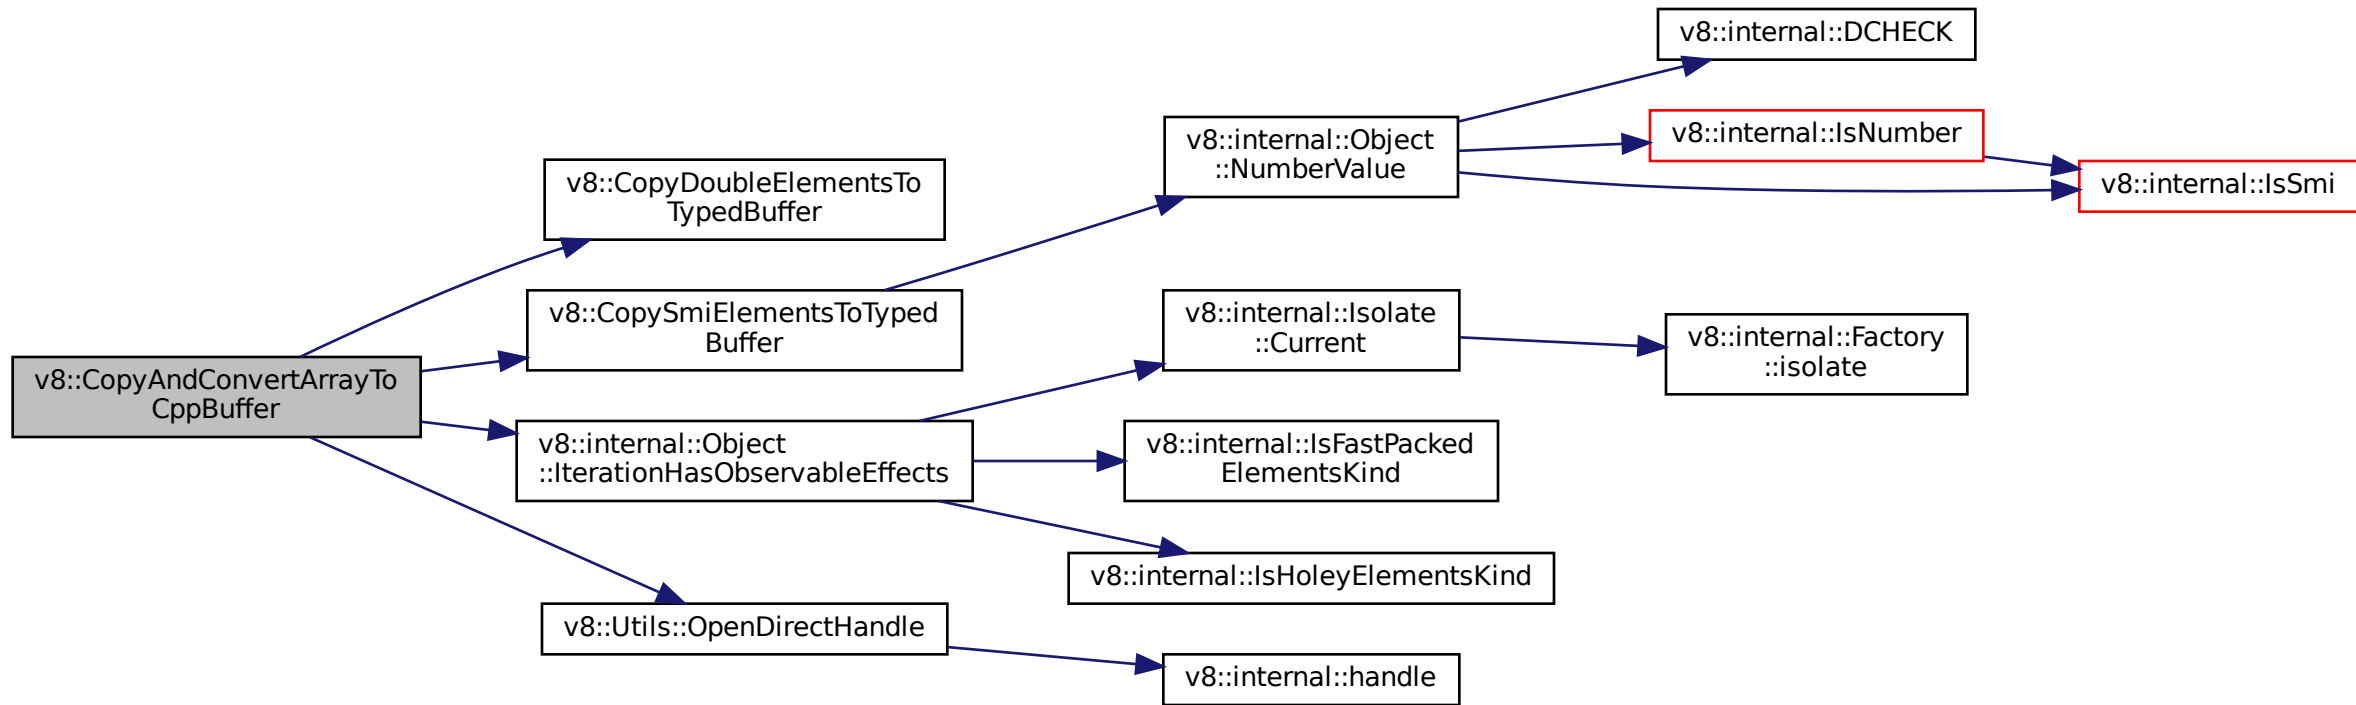 v8::CopyAndConvertArrayTo
CppBuffer
v8::CopyDoubleElementsTo
TypedBuffer
v8::CopySmiElementsToTyped
Buffer
v8::internal::Object
::IterationHasObservableEffects
v8::Utils::OpenDirectHandle
v8::internal::Object
::NumberValue
v8::internal::Isolate
::Current
v8::internal::IsFastPacked
ElementsKind
v8::internal::IsHoleyElementsKind
v8::internal::handle
v8::internal::DCHECK
v8::internal::IsNumber
v8::internal::Factory
::isolate
v8::internal::IsSmi